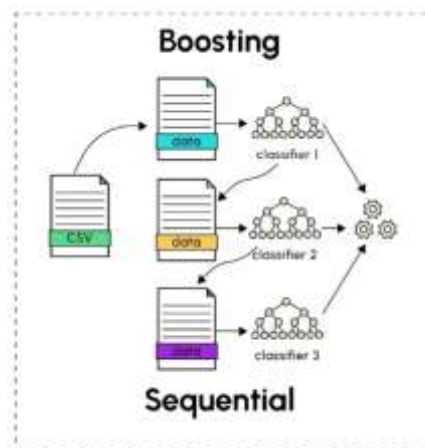 Boosting
data
classifier 1
CSV
data
classifier 2
data
classifier 3
Sequential